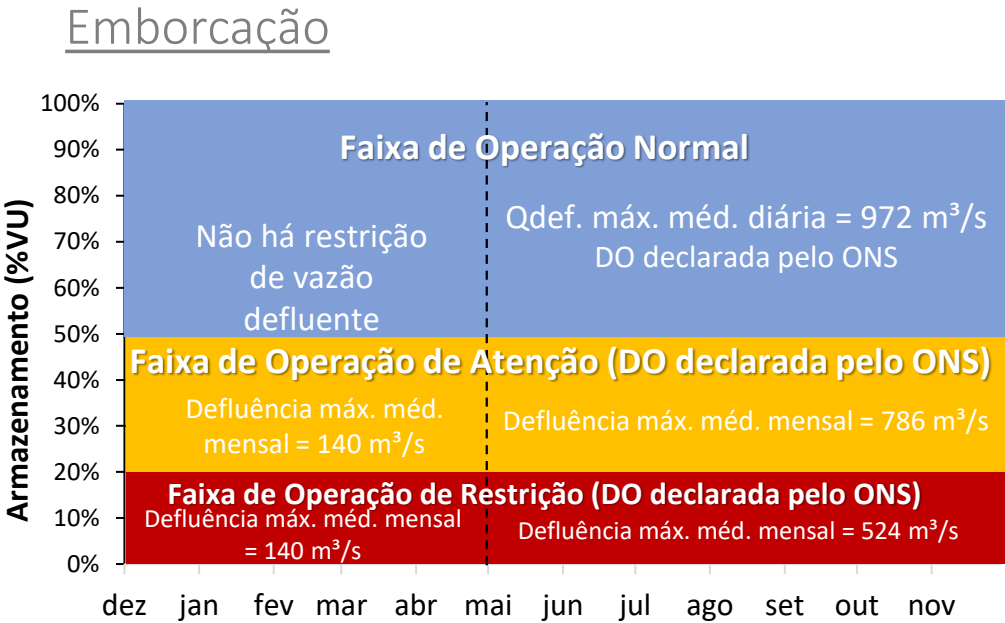 Emborcação
100%
90%
80%
70%
60%
50%
40%
30%
20%
10%
0%
Armazenamento (%VU)
Faixa de Operação Normal
Não há restrição
de vazão
defluente
Qdef. máx. méd. diária = 972 m³/s
DO declarada pelo ONS
Faixa de Operação de Atenção (DO declarada pelo ONS)
Defluência máx. méd.
mensal = 140 m³/s
Defluência máx. méd. mensal = 786 m³/s
Faixa de Operação de Restrição (DO declarada pelo ONS)
Defluência máx. méd. mensal
= 140 m³/s
Defluência máx. méd. mensal = 524 m³/s
dez jan fev mar abr mai jun jul ago set out nov